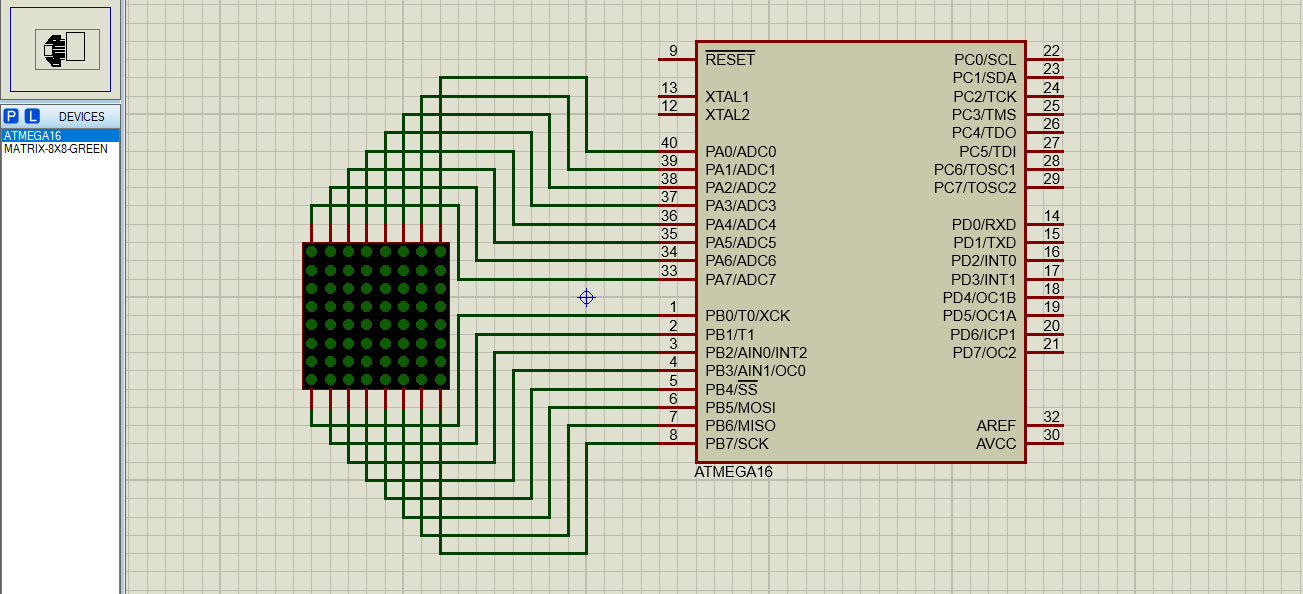 P L DEVICES
ATMEGA16
MATRIX-8X8-GREEN
9 RESET
13 XTAL1
12 XTAL2
40 PA0/ADC0
39 PA1/ADC1
38 PA2/ADC2
37 PA3/ADC3
36 PA4/ADC4
35 PA5/ADC5
34 PA6/ADC6
33 PA7/ADC7
1 PB0/T0/XCK
2 PB1/T1
3 PB2/AIN0/INT2
4 PB3/AIN1/OC0
5 PB4/SS
6 PB5/MOSI
7 PB6/MISO
8 PB7/SCK
PC0/SCL 22
PC1/SDA 23
PC2/TCK 24
PC3/TMS 25
PC4/TDO 26
PC5/TDI 27
PC6/TOSC1 28
PC7/TOSC2 29
PD0/RXD 14
PD1/TXD 15
PD2/INT0 16
PD3/INT1 17
PD4/OC1B 18
PD5/OC1A 19
PD6/ICP1 20
PD7/OC2 21
AREF 32
AVCC 30
ATMEGA16